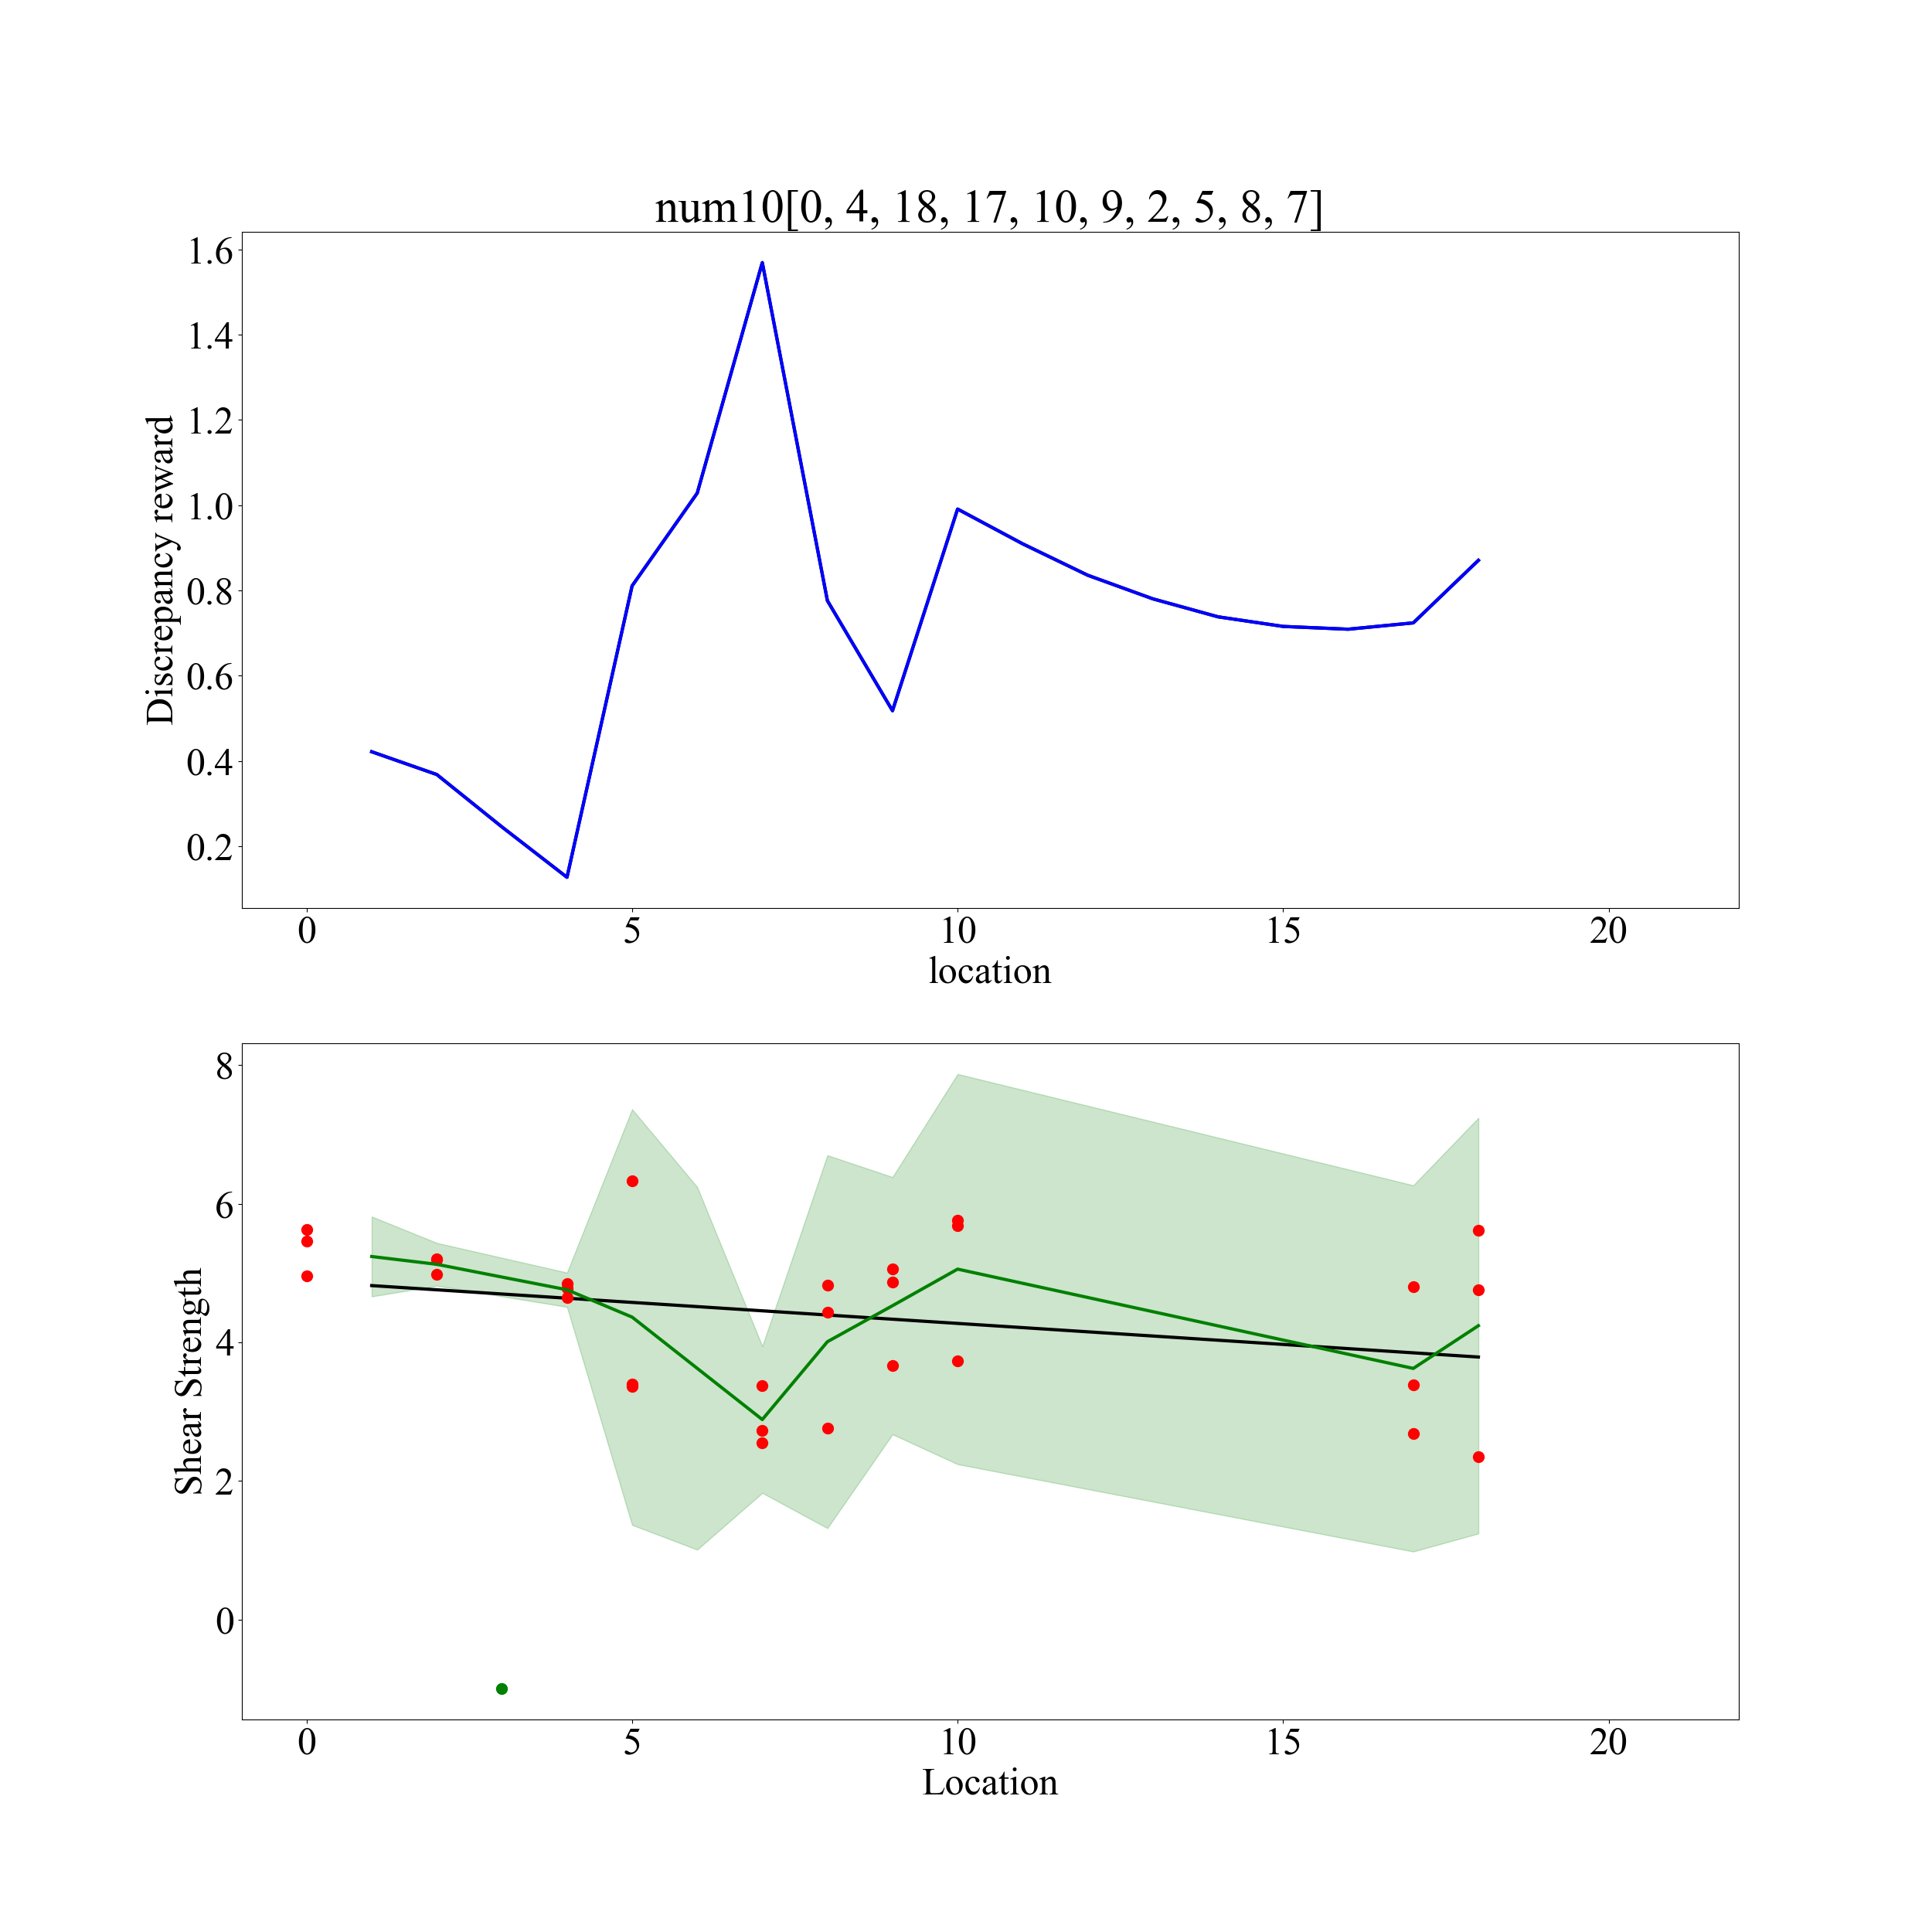 num10[0, 4, 18, 17, 10, 9, 2, 5, 8, 7]
1.6
1.4
1.2
1.0
0.8
0.6
0.4
0.2
Discrepancy reward
0 5 10 15 20
location
8
6
4
2
0
Shear Strength
0 5 10 15 20
Location